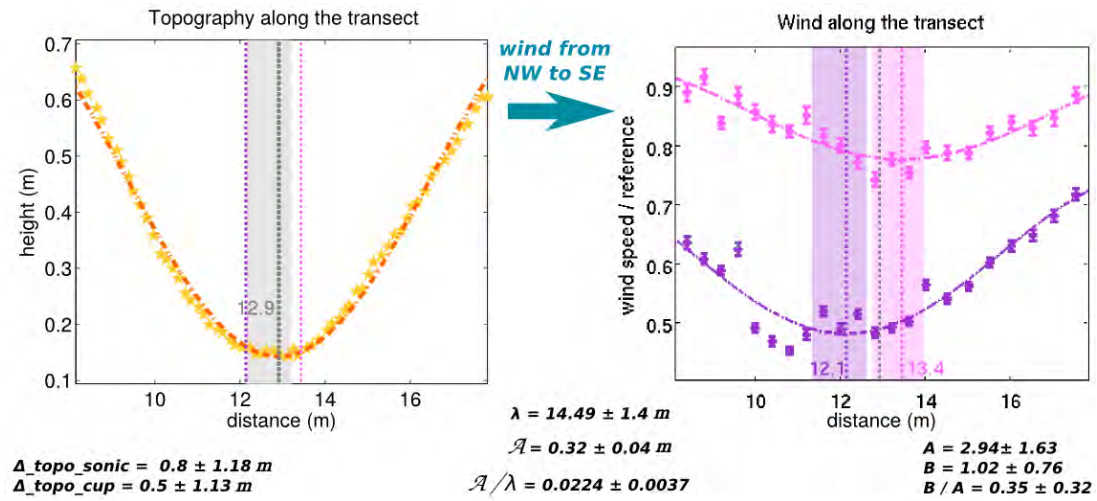 Topography along the transect
0.7
0.6
0.5
0.4
0.3
0.2
0.1
height (m)
12.9
10
12
14
16
distance (m)
wind from
NW to SE
Wind along the transect
0.9
0.8
0.7
0.6
0.5
wind speed / reference
12.1
13.4
10
12
14
16
distance (m)
Δ_topo_sonic = 0.8 ± 1.18 m
Δ_topo_cup = 0.5 ± 1.13 m
λ = 14.49 ± 1.4 m
𝒜 = 0.32 ± 0.04 m
𝒜/λ = 0.0224 ± 0.0037
A = 2.94± 1.63
B = 1.02 ± 0.76
B / A = 0.35 ± 0.32